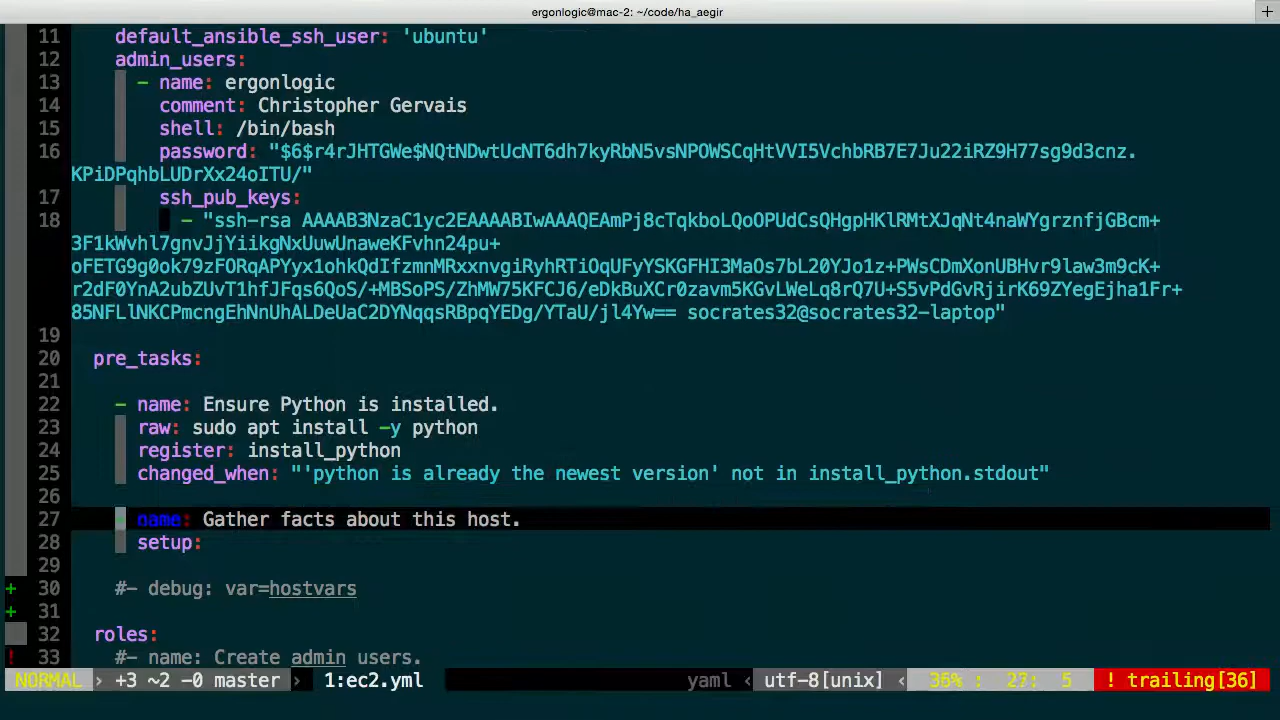 ergonlogic@mac-2: ~/code/ha_aegir
11 default_ansible_ssh_user: 'ubuntu'
12 admin_users:
13 - name: ergonlogic
14 comment: Christopher Gervais
15 shell: /bin/bash
16 password: "$6$r4rJHTGWe$NQtNDwtUcNT6dh7kyRbN5vsNPOWSCqHtVVI5VchbRB7E7Ju22iRZ9H77sg9d3cnz.
KPiDPqhbLUDrXx24oITU/"
17 ssh_pub_keys:
18 - "ssh-rsa AAAAB3NzaC1yc2EAAAABIwAAAQEAmPj8cTqkboLQoOPUdCsQHgpHKlRMtXJqNt4naWYgrznfjGBcm+
3F1kWvhl7gnvJjYiikgNxUuwUnaweKFvhn24pu+
oFETG9g0ok79zFORqAPYyx1ohkQdIfzmnMRxxnvgiRyhRTiOqUFyYSKGFHI3MaOs7bL20YJo1z+PWsCDmXonUBHvr9law3m9cK+
r2dF0YnA2ubZUvT1hfJFqs6QoS/+MBSoPS/ZhMW75KFCJ6/eDkBuXCr0zavm5KGvLWeLq8rQ7U+S5vPdGvRjirK69ZYegEjha1Fr+
85NFLlNKCPmcngEhNnUhALDeUaC2DYNqqsRBpqYEDg/YTaU/jl4Yw== socrates32@socrates32-laptop"
19
20 pre_tasks:
21
22 - name: Ensure Python is installed.
23 raw: sudo apt install -y python
24 register: install_python
25 changed_when: "'python is already the newest version' not in install_python.stdout"
26
27 - name: Gather facts about this host.
28 setup:
29
+ 30 #- debug: var=hostvars
+ 31
32 roles:
! 33 #- name: Create admin users.
NORMAL › +3 ~2 -0 master › 1:ec2.yml yaml ‹ utf-8[unix] ‹ 36% : 27: 5 ! trailing[36]